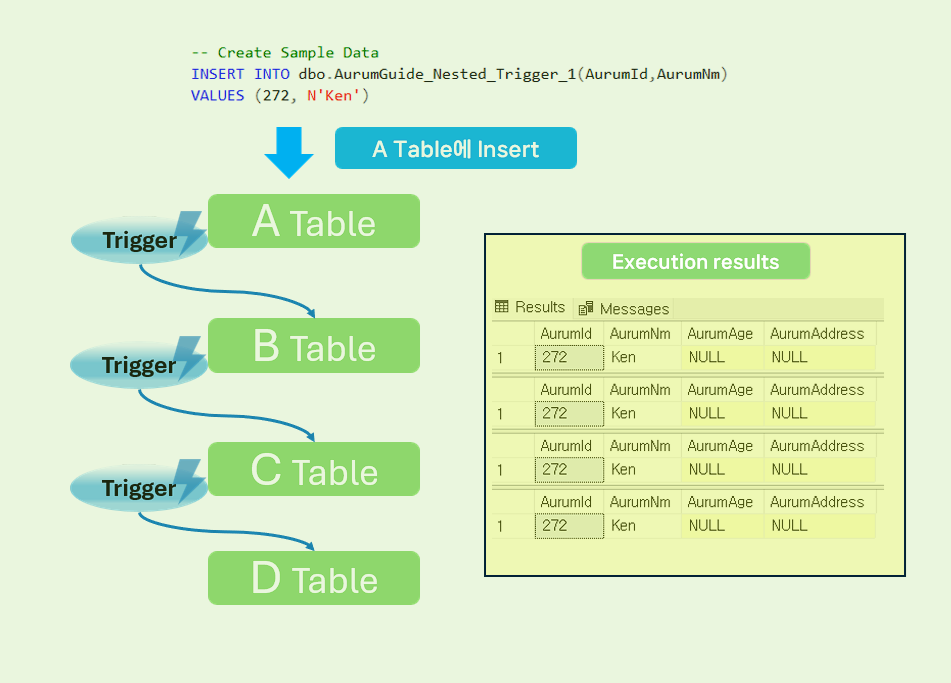 -- Create Sample Data
INSERT INTO dbo.AurumGuide_Nested_Trigger_1(AurumId,AurumNm)
VALUES (272, N'Ken')
A Table에 Insert
A Table
Trigger
B Table
Trigger
C Table
Trigger
D Table
Execution results
Results Messages
AurumId AurumNm AurumAge AurumAddress
1 272 Ken NULL NULL
AurumId AurumNm AurumAge AurumAddress
1 272 Ken NULL NULL
AurumId AurumNm AurumAge AurumAddress
1 272 Ken NULL NULL
AurumId AurumNm AurumAge AurumAddress
1 272 Ken NULL NULL